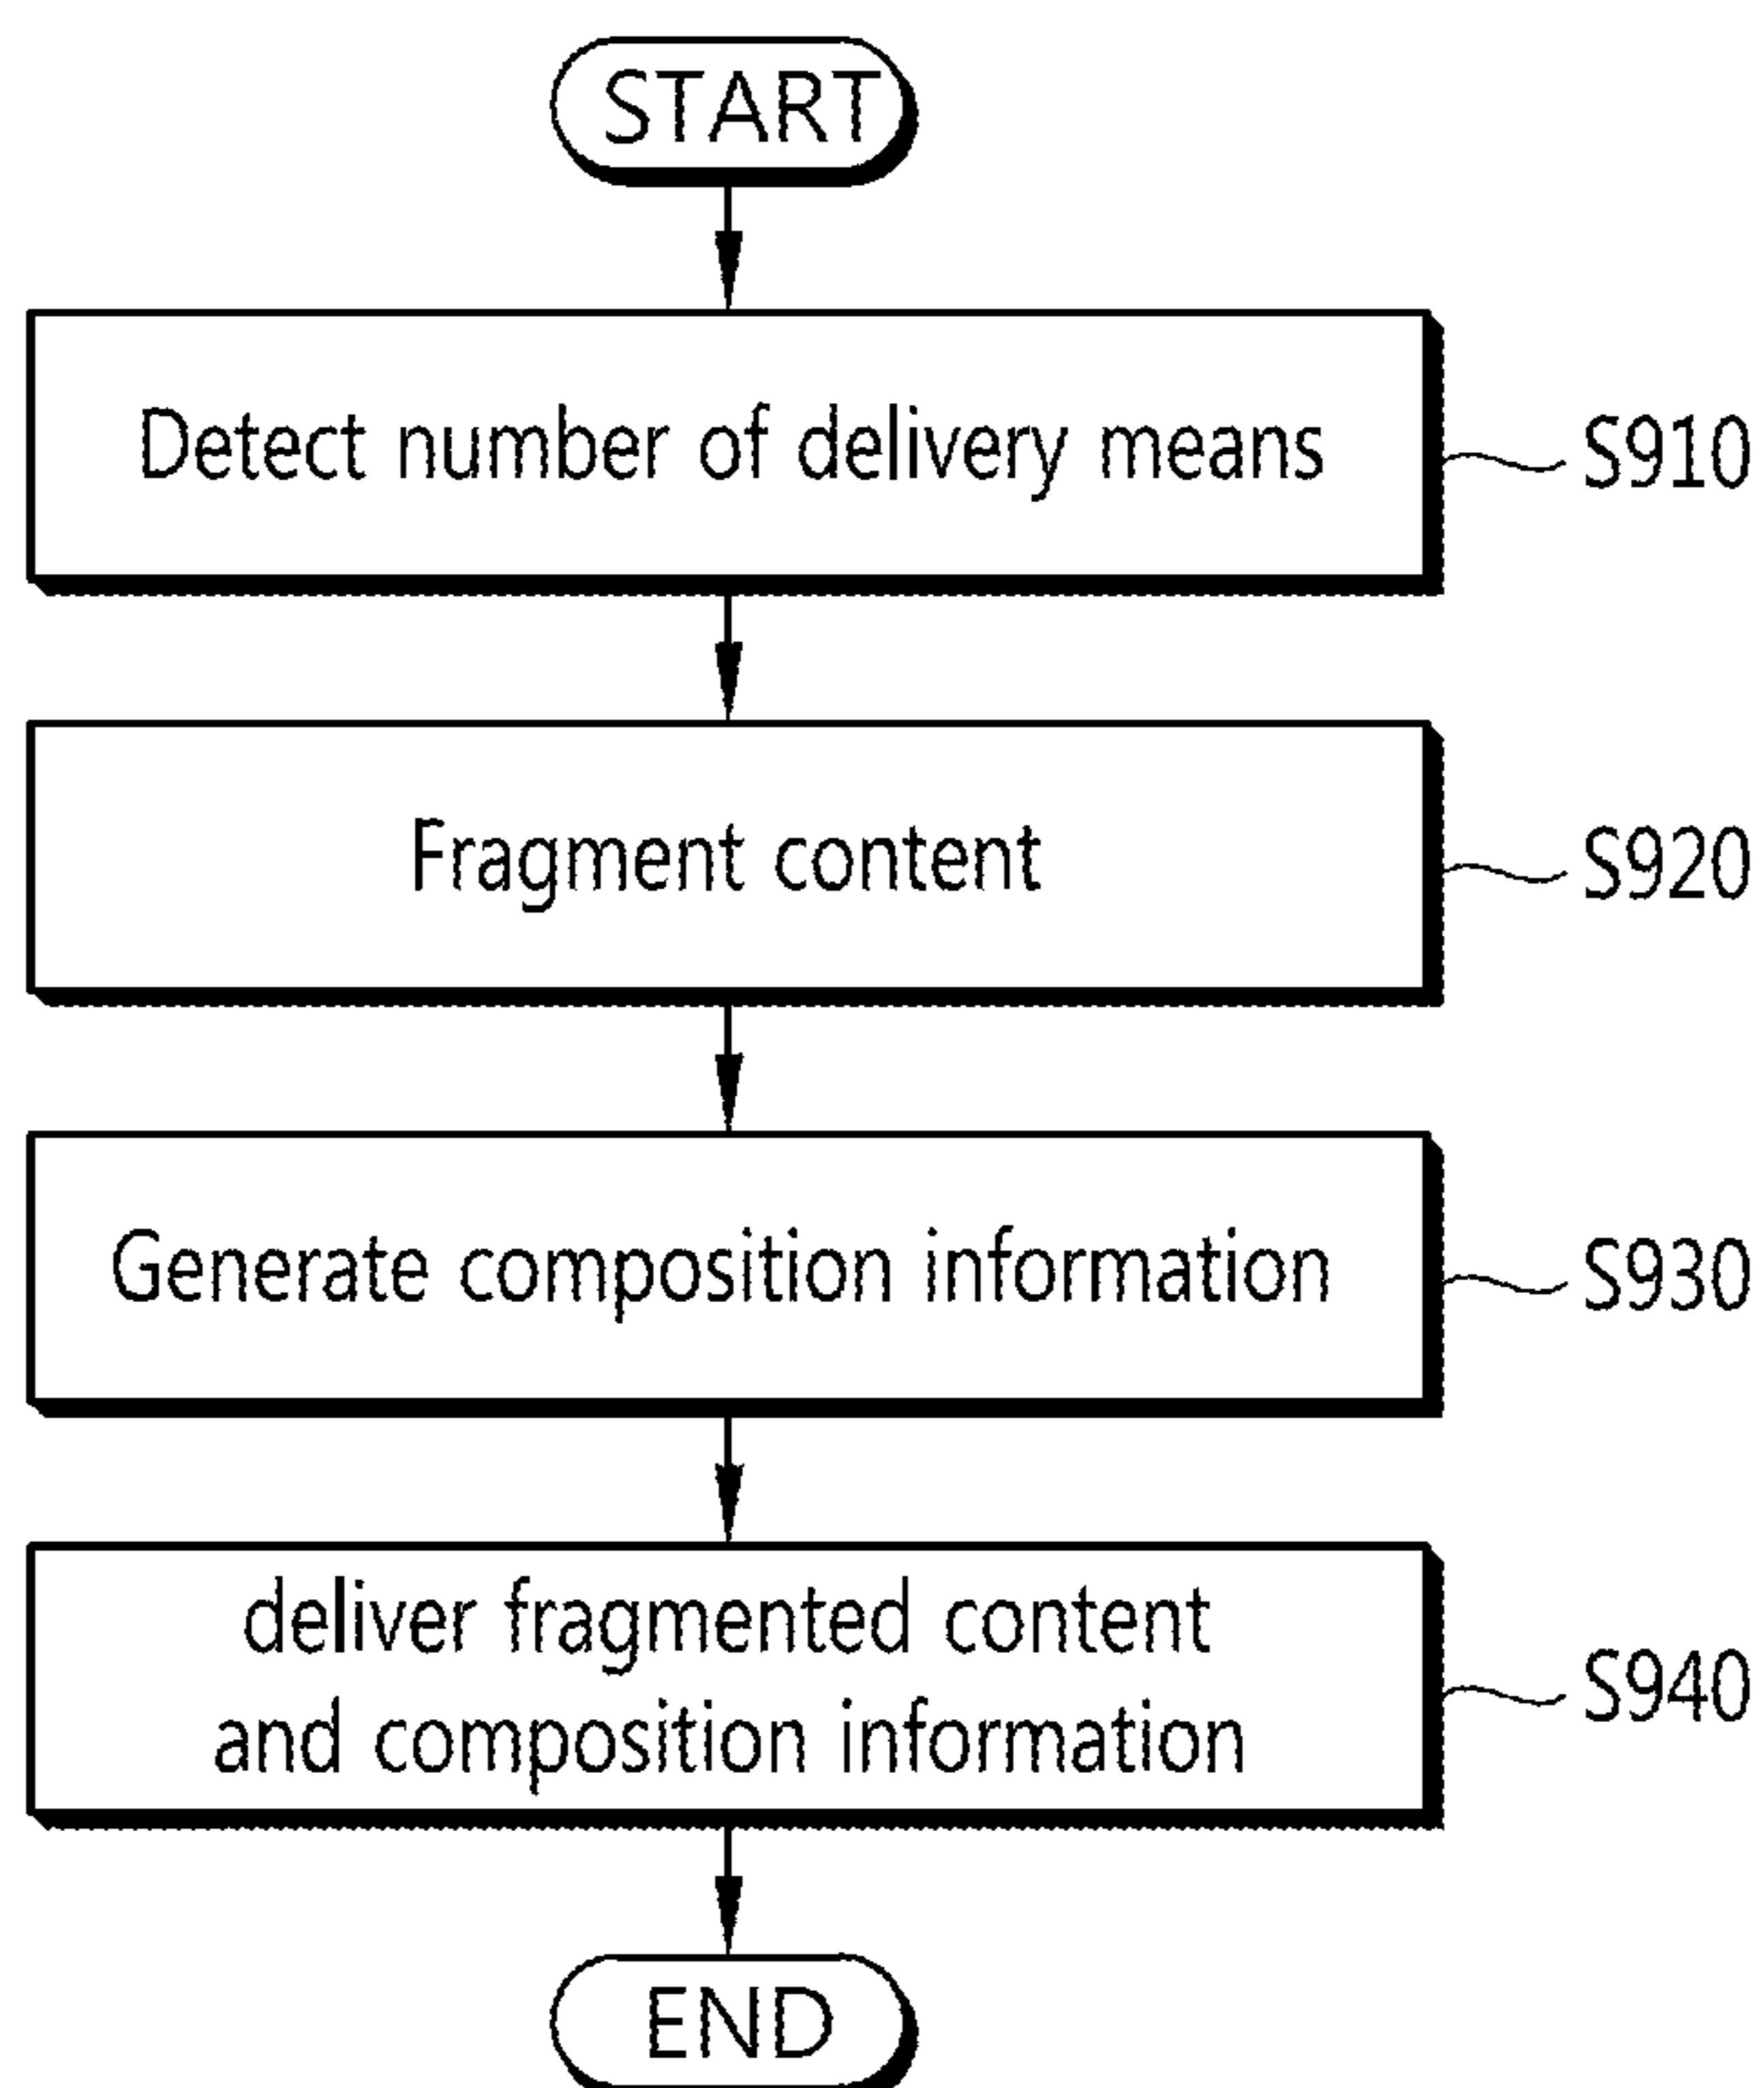 START
Detect number of delivery means
S910
Fragment content
S920
Generate composition information
S930
deliver fragmented content
and composition information
S940
END